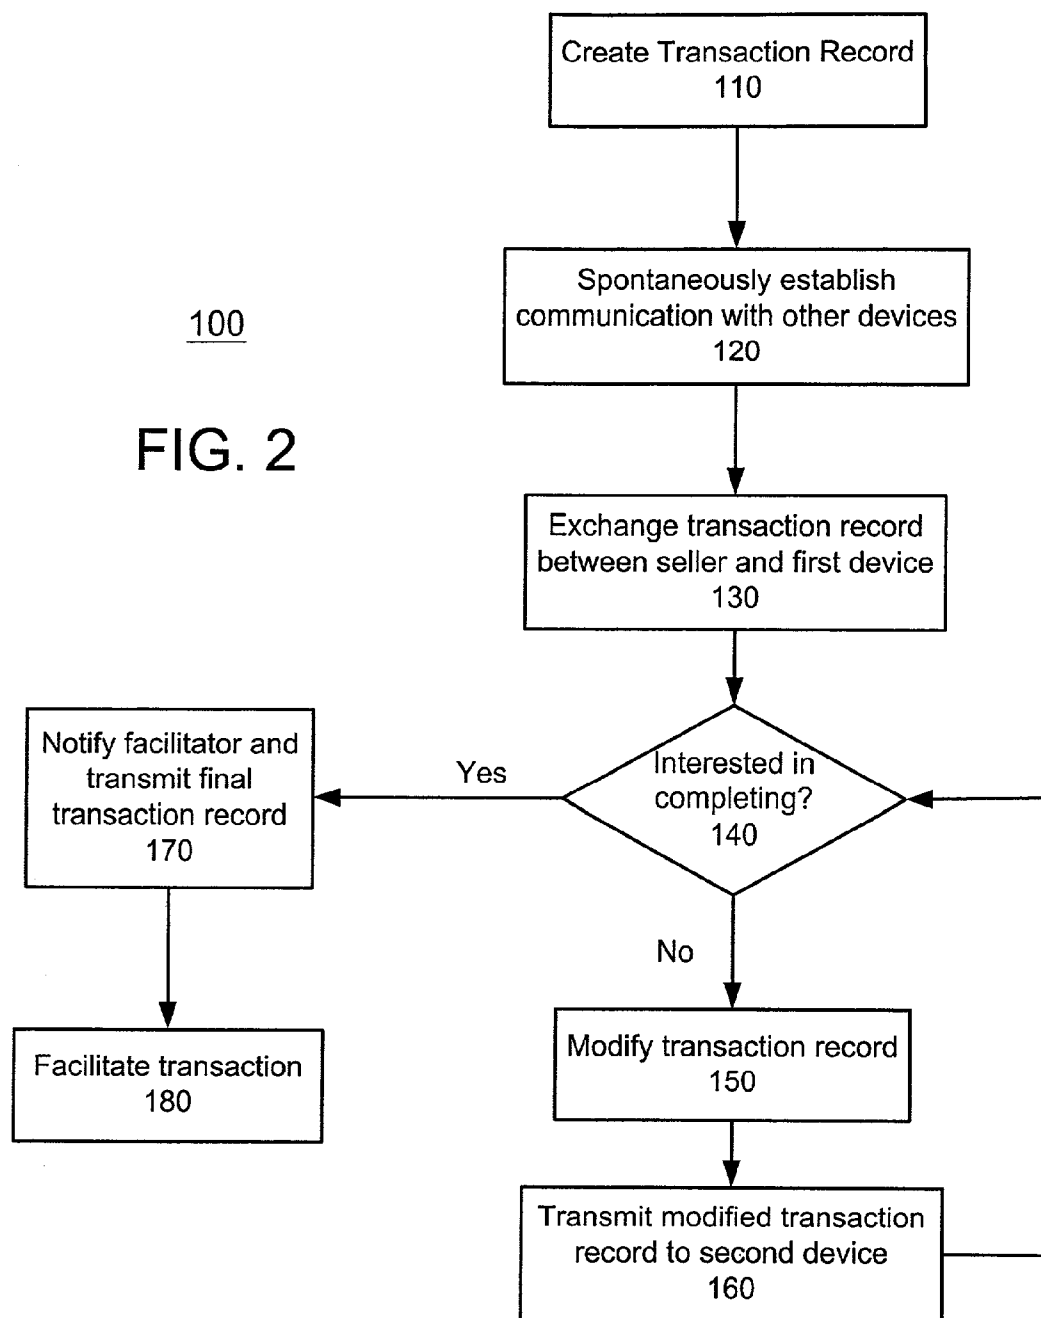 Create Transaction Record
110
Spontaneously establish
communication with other devices
120
100
FIG. 2
Exchange transaction record
between seller and first device
130
Interested in
completing?
140
Yes
Notify facilitator and
transmit final
transaction record
170
No
Facilitate transaction
180
Modify transaction record
150
Transmit modified transaction
record to second device
160